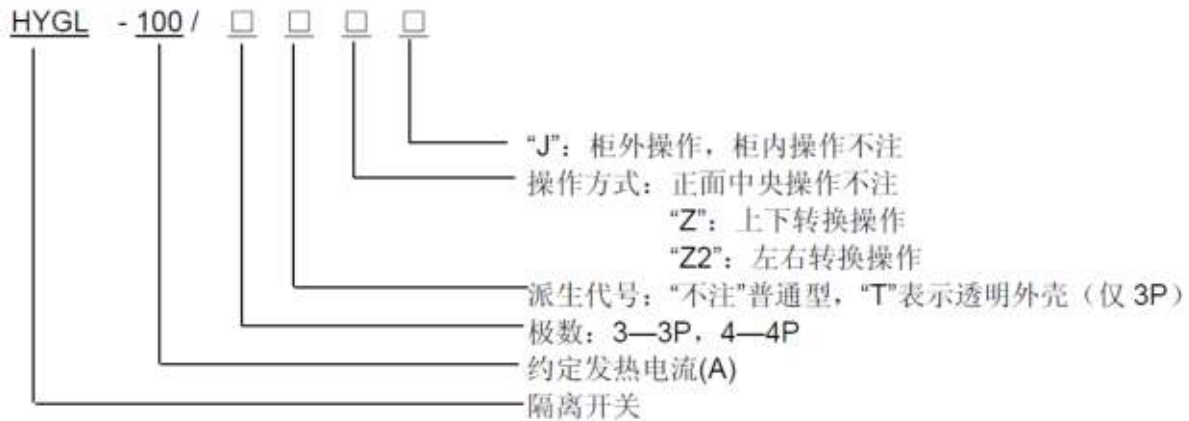 HYGL - 100 / □ □ □ □
“J”：柜外操作，柜内操作不注
操作方式：正面中央操作不注
“Z”：上下转换操作
“Z2”：左右转换操作
派生代号：“不注”普通型，“T”表示透明外壳（仅 3P）
极数：3—3P，4—4P
约定发热电流(A)
隔离开关